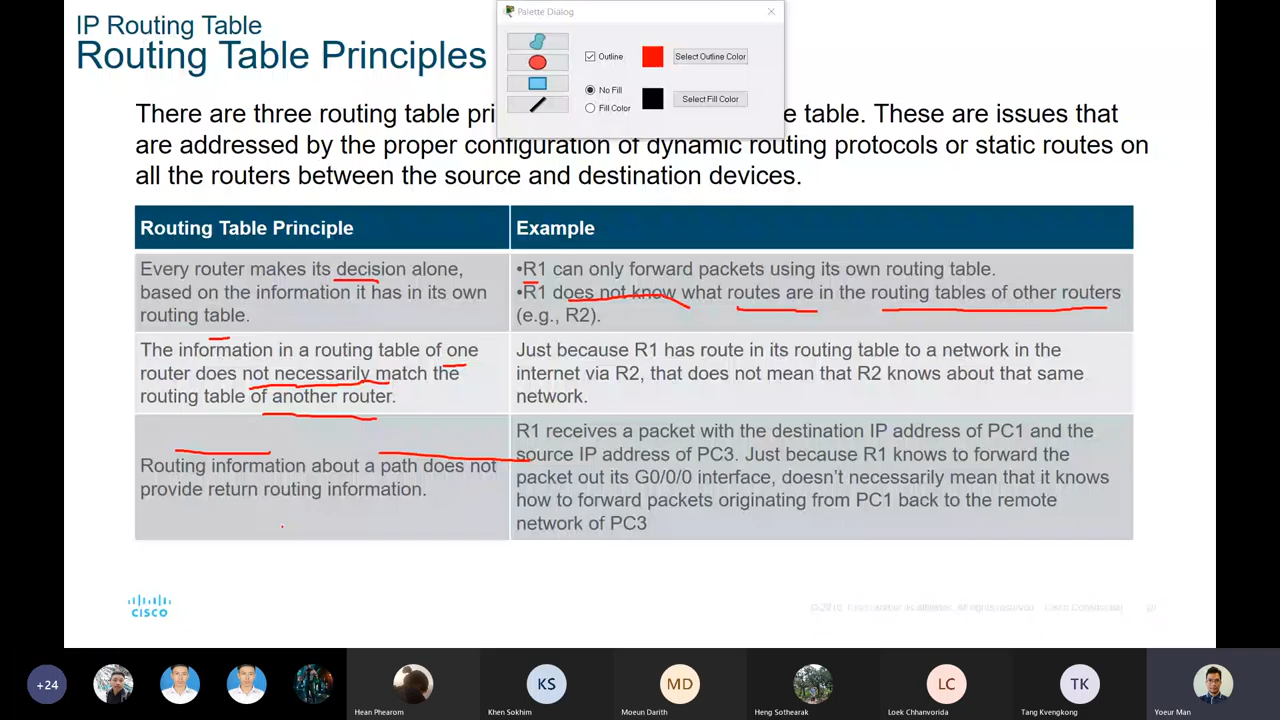 IP Routing Table
Routing Table Principles
Palette Dialog
Outline
Select Outline Color
No Fill
Fill Color
Select Fill Color
There are three routing table pri e table. These are issues that
are addressed by the proper configuration of dynamic routing protocols or static routes on
all the routers between the source and destination devices.
Routing Table Principle
Example
Every router makes its decision alone,
based on the information it has in its own
routing table.
•R1 can only forward packets using its own routing table.
•R1 does not know what routes are in the routing tables of other routers
(e.g., R2).
The information in a routing table of one
router does not necessarily match the
routing table of another router.
Just because R1 has route in its routing table to a network in the
internet via R2, that does not mean that R2 knows about that same
network.
Routing information about a path does not
provide return routing information.
R1 receives a packet with the destination IP address of PC1 and the
source IP address of PC3. Just because R1 knows to forward the
packet out its G0/0/0 interface, doesn’t necessarily mean that it knows
how to forward packets originating from PC1 back to the remote
network of PC3
CISCO
All rights reserved. Cisco Confidential
+24
Hean Phearom
KS
Khen Sokhim
MD
Moeun Darith
Heng Sothearak
LC
Loek Chhanvorida
TK
Tang Kvengkong
Yoeur Man